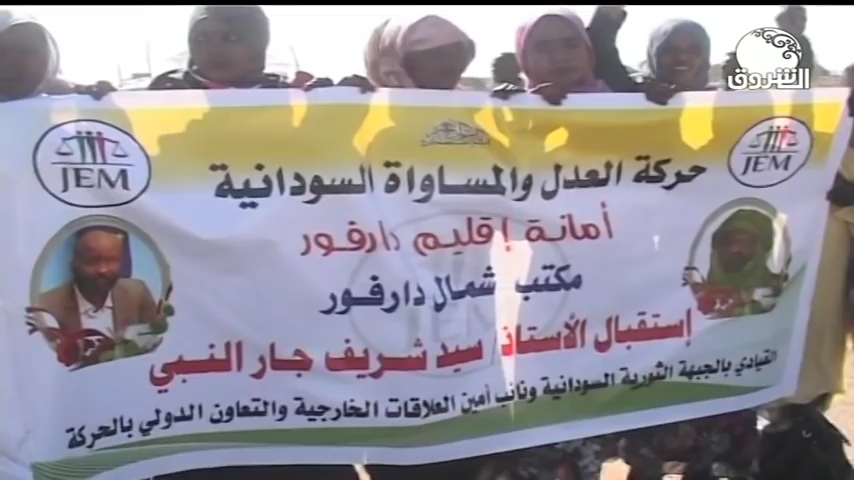 الشروق
JEM
JEM
حركة العدل والمساواة السودانية
أمانة إقليم دارفور
مكتب شمال دارفور
إستقبال الأستاذ/ سيد شريف جار النبي
القيادي بالجبهة الثورية السودانية ونائب أمين العلاقات الخارجية والتعاون الدولي بالحركة